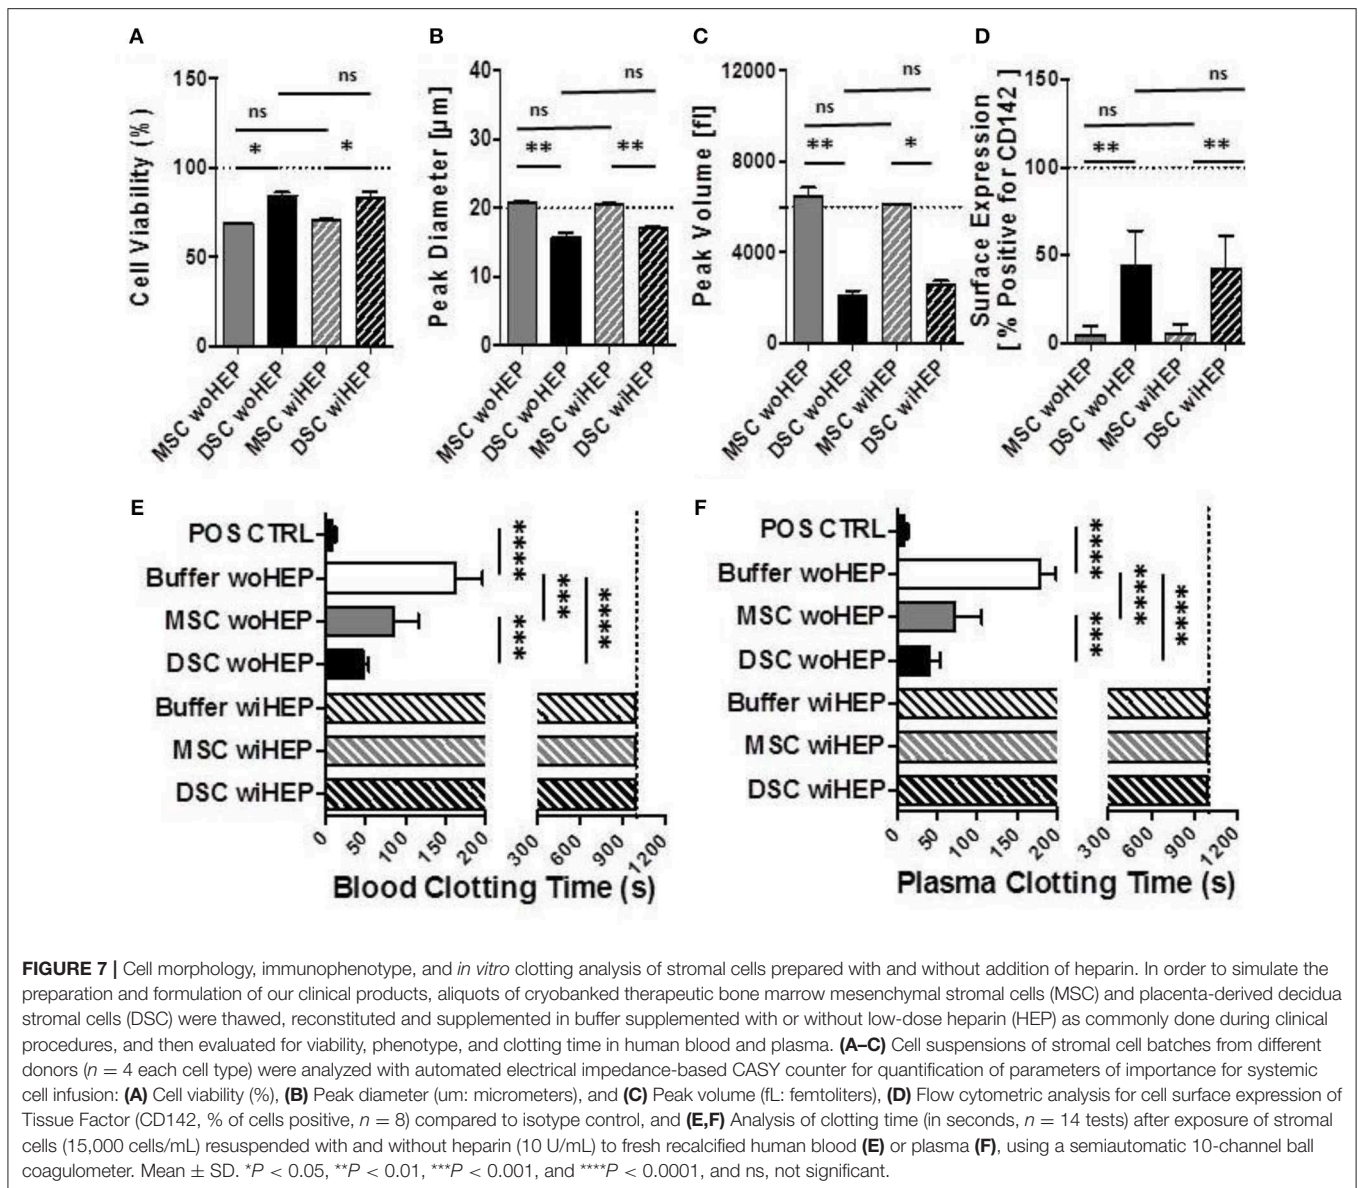 A
Cell Viability (%)
150
100
50
0
ns
ns
*
*
MSC woHEP
DSC woHEP
MSC wiHEP
DSC wiHEP
B
Peak Diameter [µm]
40
30
20
10
0
ns
ns
**
**
MSC woHEP
DSC woHEP
MSC wiHEP
DSC wiHEP
C
Peak Volume [fl]
12000
8000
4000
0
ns
ns
**
*
MSC woHEP
DSC woHEP
MSC wiHEP
DSC wiHEP
D
Surface Expression
[% Positive for CD142]
150
100
50
0
ns
ns
**
**
MSC woHEP
DSC woHEP
MSC wiHEP
DSC wiHEP
E
POS CTRL
Buffer woHEP
MSC woHEP
DSC woHEP
Buffer wiHEP
MSC wiHEP
DSC wiHEP
****
***
***
****
0
50
100
150
200
300
600
900
1200
Blood Clotting Time (s)
F
POS CTRL
Buffer woHEP
MSC woHEP
DSC woHEP
Buffer wiHEP
MSC wiHEP
DSC wiHEP
****
***
****
****
0
50
100
150
200
300
600
900
1200
Plasma Clotting Time (s)
FIGURE 7 | Cell morphology, immunophenotype, and in vitro clotting analysis of stromal cells prepared with and without addition of heparin. In order to simulate the
preparation and formulation of our clinical products, aliquots of cryobanked therapeutic bone marrow mesenchymal stromal cells (MSC) and placenta-derived decidua
stromal cells (DSC) were thawed, reconstituted and supplemented in buffer supplemented with or without low-dose heparin (HEP) as commonly done during clinical
procedures, and then evaluated for viability, phenotype, and clotting time in human blood and plasma. (A–C) Cell suspensions of stromal cell batches from different
donors (n = 4 each cell type) were analyzed with automated electrical impedance-based CASY counter for quantification of parameters of importance for systemic
cell infusion: (A) Cell viability (%), (B) Peak diameter (um: micrometers), and (C) Peak volume (fL: femtoliters), (D) Flow cytometric analysis for cell surface expression of
Tissue Factor (CD142, % of cells positive, n = 8) compared to isotype control, and (E,F) Analysis of clotting time (in seconds, n = 14 tests) after exposure of stromal
cells (15,000 cells/mL) resuspended with and without heparin (10 U/mL) to fresh recalcified human blood (E) or plasma (F), using a semiautomatic 10-channel ball
coagulometer. Mean ± SD. *P < 0.05, **P < 0.01, ***P < 0.001, and ****P < 0.0001, and ns, not significant.